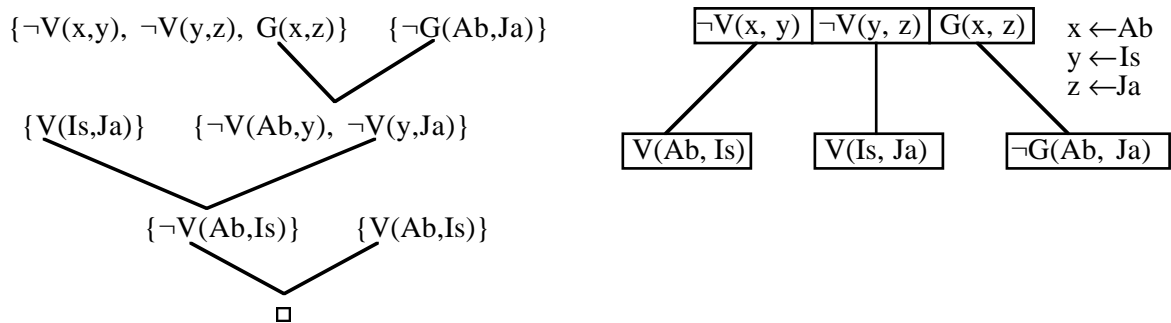 {¬V(x,y), ¬V(y,z), G(x,z)} {¬G(Ab,Ja)}
{V(Is,Ja)} {¬V(Ab,y), ¬V(y,Ja)}
{¬V(Ab,Is)} {V(Ab,Is)}
□
¬V(x, y) ¬V(y, z) G(x, z)
x ←Ab
y ←Is
z ←Ja
V(Ab, Is) V(Is, Ja) ¬G(Ab, Ja)